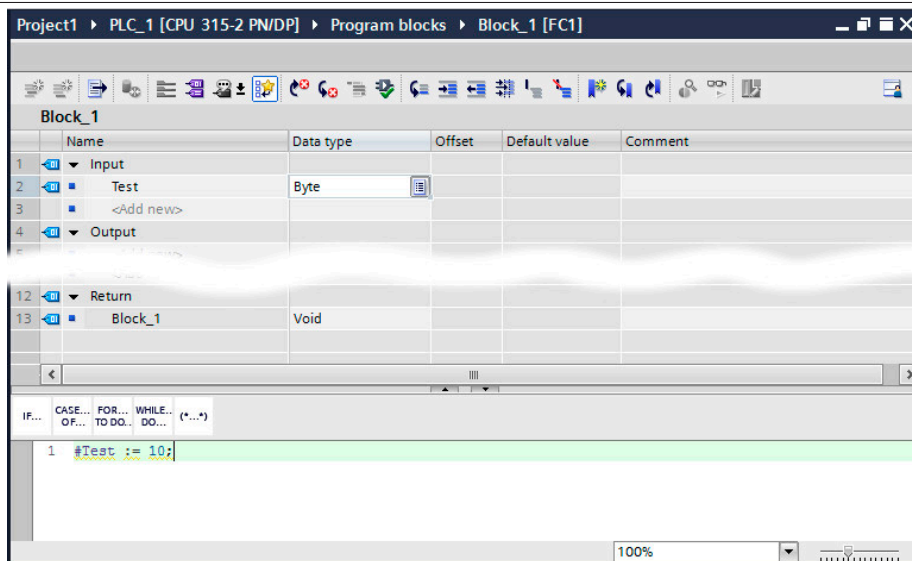 Project1 ▸ PLC_1 [CPU 315-2 PN/DP] ▸ Program blocks ▸ Block_1 [FC1]
Block_1
Name Data type Offset Default value Comment
1 Input
2 Test Byte
3 <Add new>
4 Output
12 Return
13 Block_1 Void
IF... CASE... OF... FOR... TO DO... WHILE... DO... (*...*)
1 #Test := 10;
100%